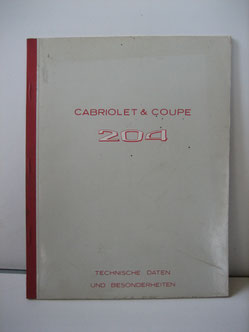 CABRIOLET & COUPE
204
TECHNISCHE DATEN
UND BESONDERHEITEN